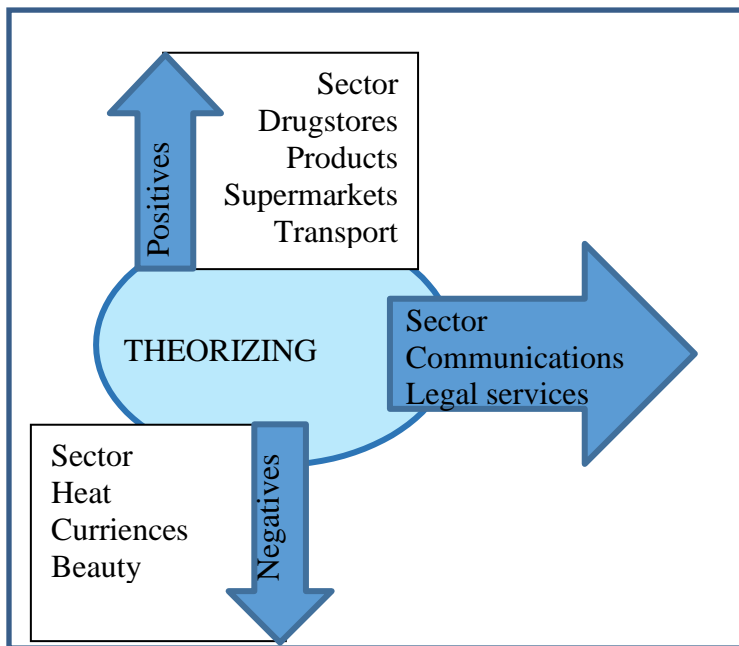 Sector
Drugstores
Products
Supermarkets
Transport
Positives
THEORIZING
Sector
Communications
Legal services
Sector
Heat
Curriences
Beauty
Negatives